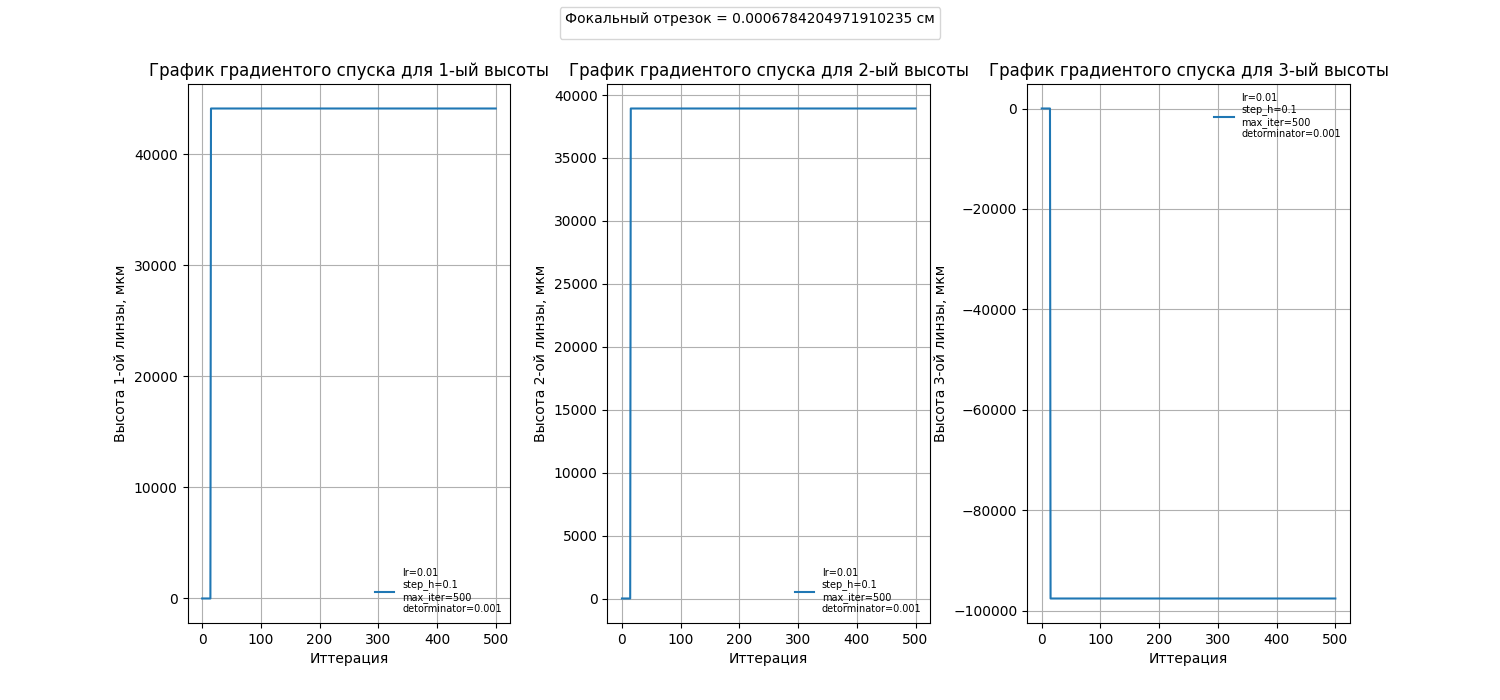 Фокальный отрезок = 0.0006784204971910235 см
График градиентого спуска для 1-ый высоты
Высота 1-ой линзы, мкм
40000
30000
20000
10000
0
0 100 200 300 400 500
Иттерация
lr=0.01
step_h=0.1
max_iter=500
detorminator=0.001
График градиентого спуска для 2-ый высоты
Высота 2-ой линзы, мкм
40000
35000
30000
25000
20000
15000
10000
5000
0
0 100 200 300 400 500
Иттерация
lr=0.01
step_h=0.1
max_iter=500
detorminator=0.001
График градиентого спуска для 3-ый высоты
Высота 3-ой линзы, мкм
0
−20000
−40000
−60000
−80000
−100000
0 100 200 300 400 500
Иттерация
lr=0.01
step_h=0.1
max_iter=500
detorminator=0.001